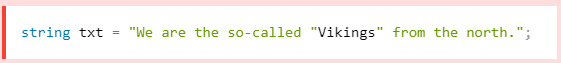 string txt = "We are the so-called "Vikings" from the north.";